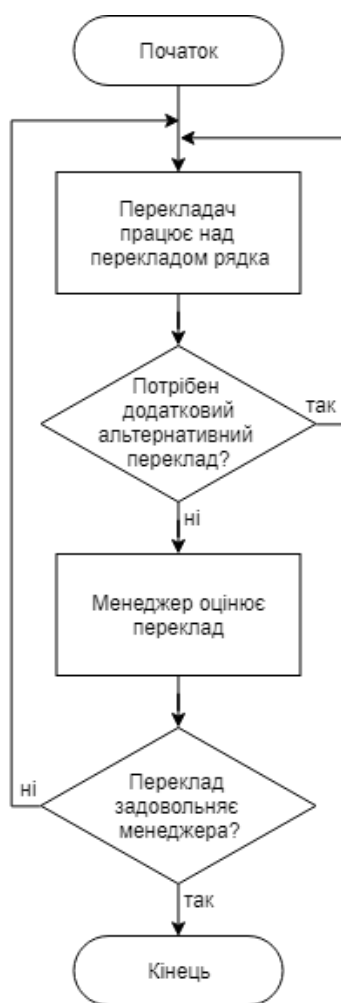 Початок
Перекладач
працює над
перекладом рядка
Потрібен
додатковий
альтернативний
переклад?
так
ні
Менеджер оцінює
переклад
ні
Переклад
задовольняє
менеджера?
так
Кінець